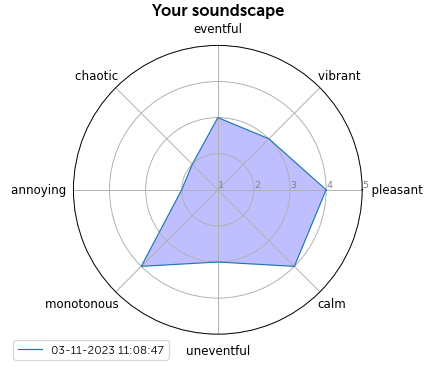 Your soundscape
eventful
chaotic
vibrant
annoying
1 2 3 4 5
pleasant
monotonous
calm
uneventful
03-11-2023 11:08:47